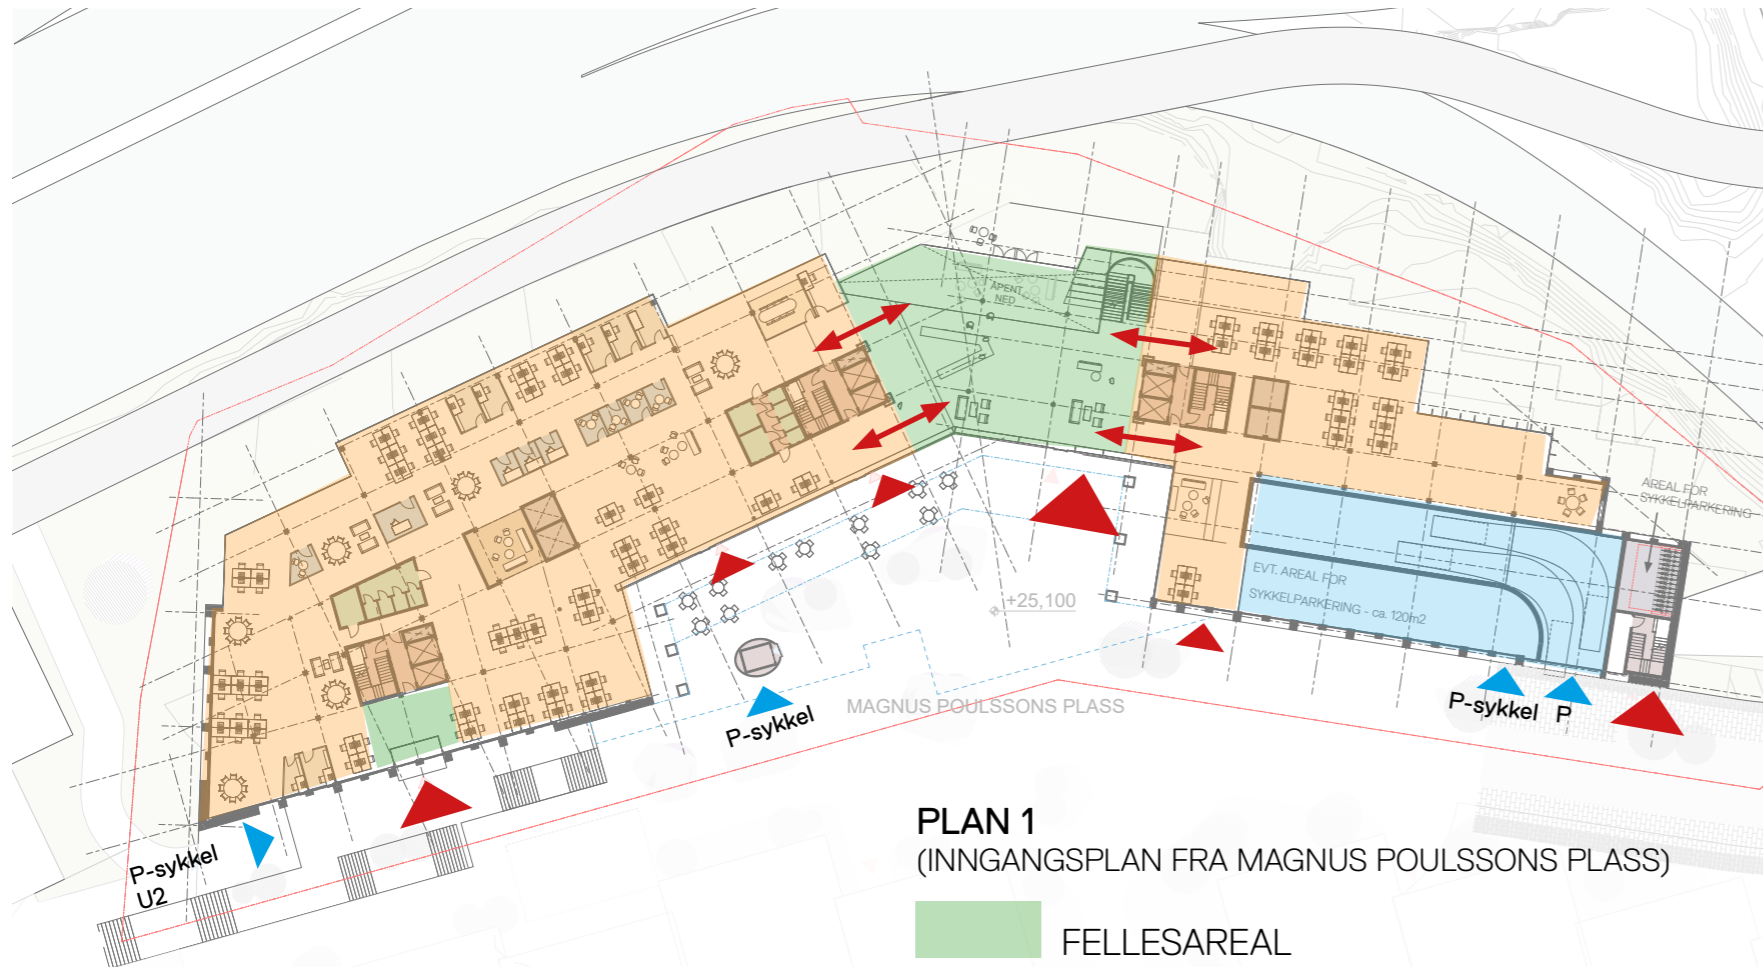 ÅPENT
NED
AREAL FOR
SYKKELPARKERING
EVT. AREAL FOR
SYKKELPARKERING - ca. 120m2
+25,100
MAGNUS POULSSONS PLASS
P-sykkel
P-sykkel
P
P-sykkel
U2
PLAN 1
(INNGANGSPLAN FRA MAGNUS POULSSONS PLASS)
FELLESAREAL